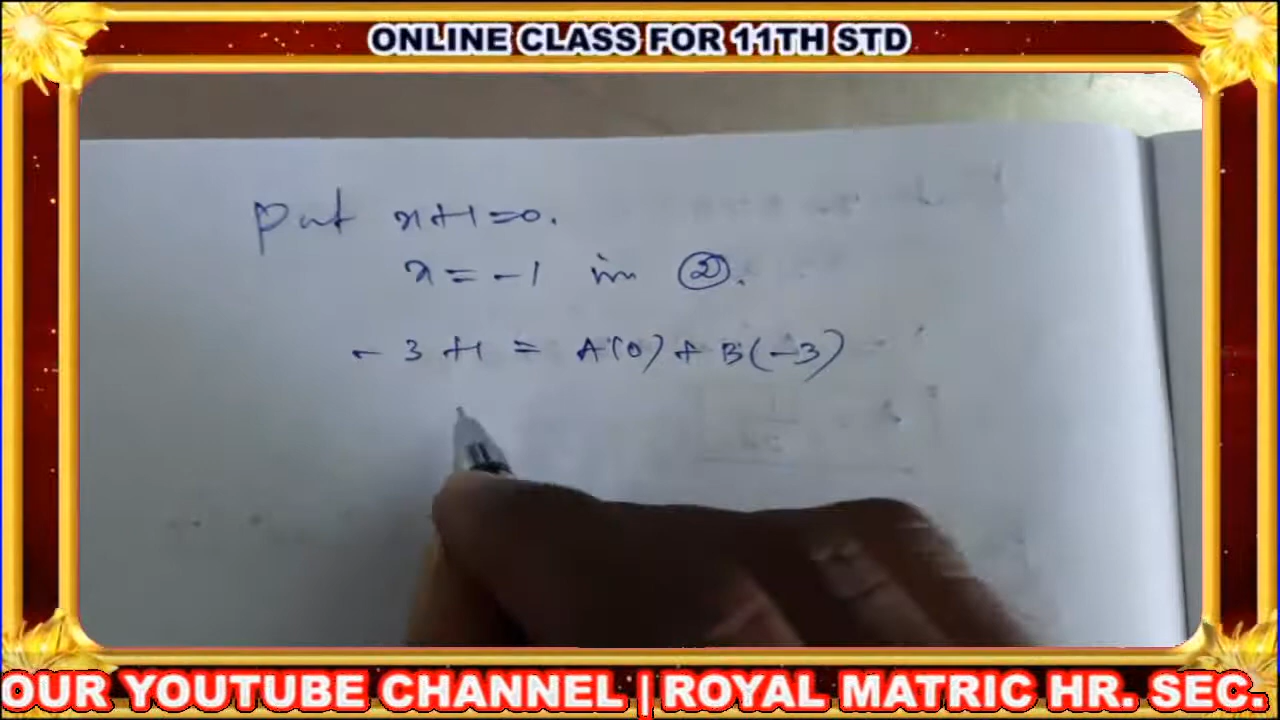 ONLINE CLASS FOR 11TH STD
Put x+1=0.
x = -1 in ②.
-3+1 = A(0) + B(-3)
OUR YOUTUBE CHANNEL | ROYAL MATRIC HR. SEC.